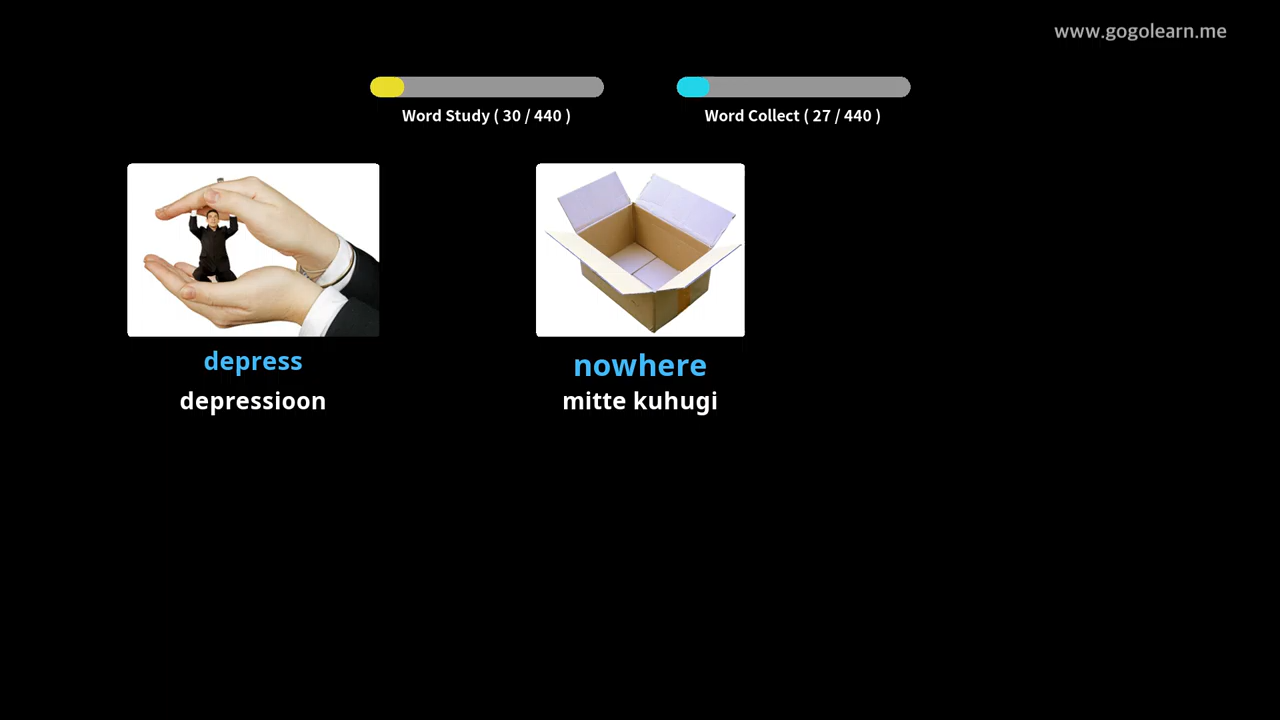 www.gogolearn.me
Word Study ( 30 / 440 )
Word Collect ( 27 / 440 )
depress
depressioon
nowhere
mitte kuhugi